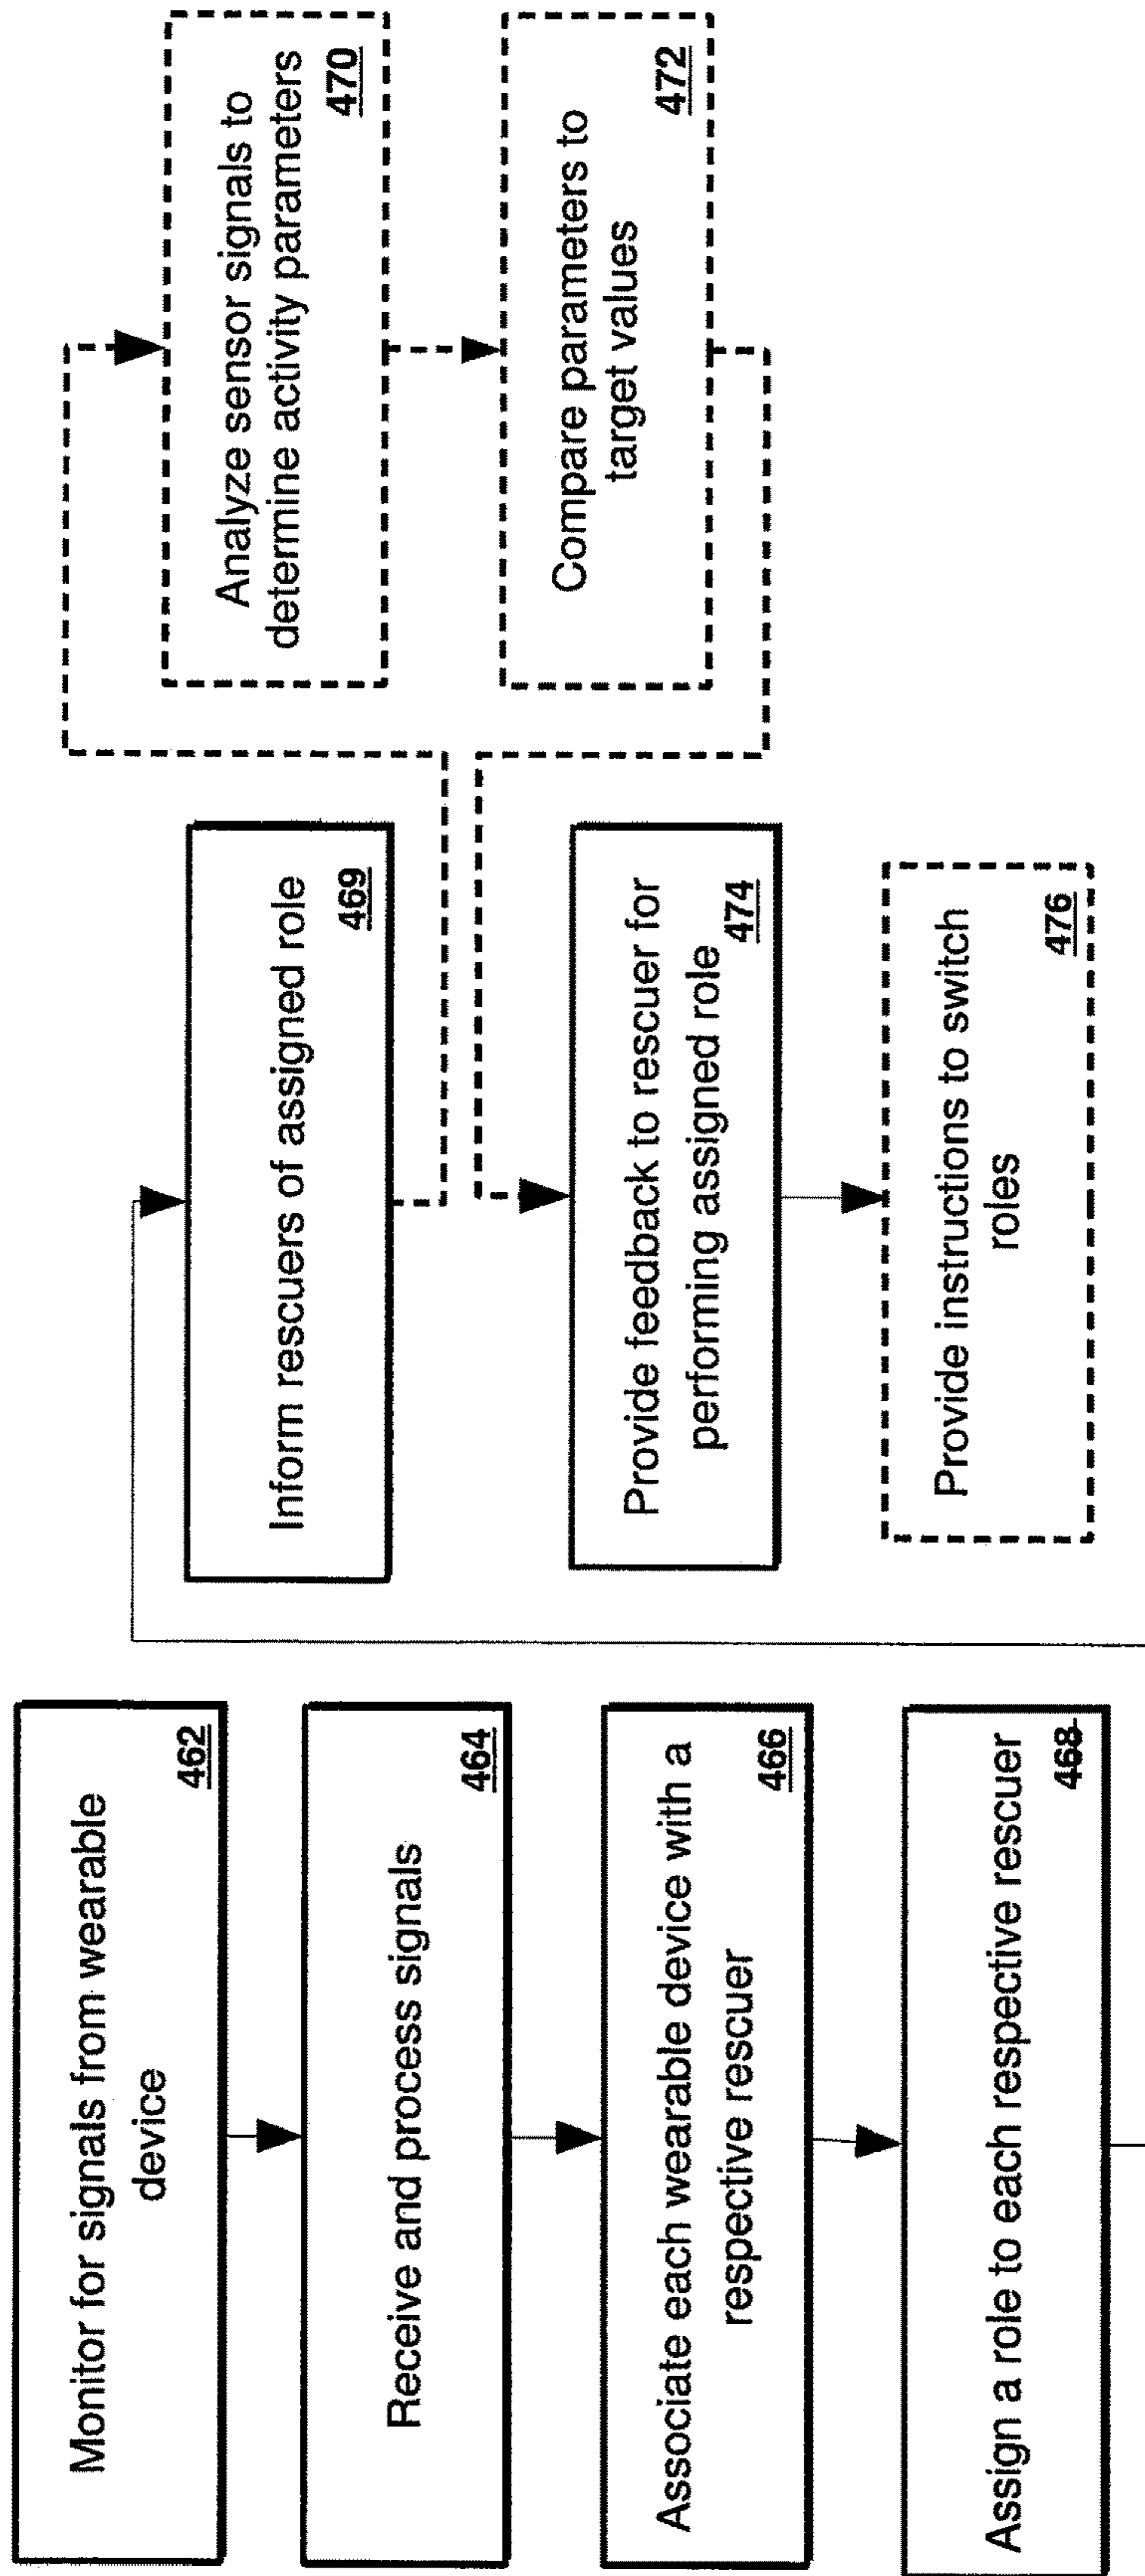 Monitor for signals from wearable
device
462
Receive and process signals
464
Associate each wearable device with a
respective rescuer
466
Assign a role to each respective rescuer
468
Inform rescuers of assigned role
469
Analyze sensor signals to
determine activity parameters
470
Compare parameters to
target values
472
Provide feedback to rescuer for
performing assigned role
474
Provide instructions to switch
roles
476